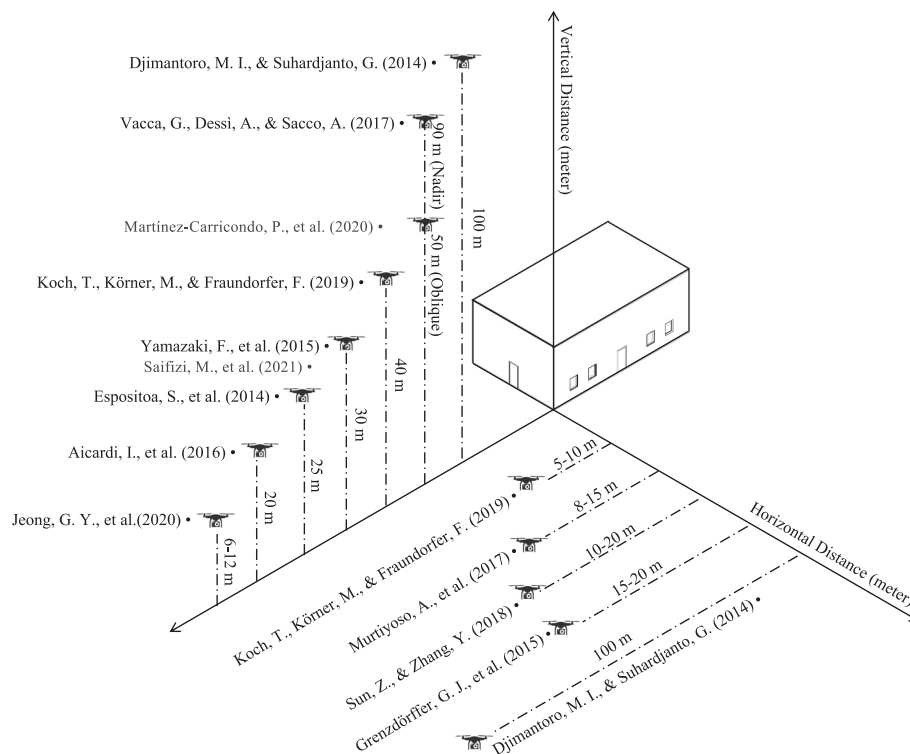 Vertical Distance (meter)
Djimantoro, M. I., & Suhardjanto, G. (2014) •
Vacca, G., Dessì, A., & Sacco, A. (2017) •
90 m (Nadir)
100 m
Martínez-Carricondo, P., et al. (2020) •
50 m (Oblique)
Koch, T., Körner, M., & Fraundorfer, F. (2019) •
40 m
Yamazaki, F., et al. (2015) •
Saifizi, M., et al. (2021) •
30 m
Espositoa, S., et al. (2014) •
25 m
Aicardi, I., et al. (2016) •
20 m
Jeong, G. Y., et al.(2020) •
6-12 m
5-10 m
Koch, T., Körner, M., & Fraundorfer, F. (2019) •
8-15 m
Murtiyoso, A., et al. (2017) •
10-20 m
Sun, Z., & Zhang, Y. (2018) •
15-20 m
Grenzdörffer, G. J., et al. (2015) •
100 m
Djimantoro, M. I., & Suhardjanto, G. (2014) •
Horizontal Distance (meter)